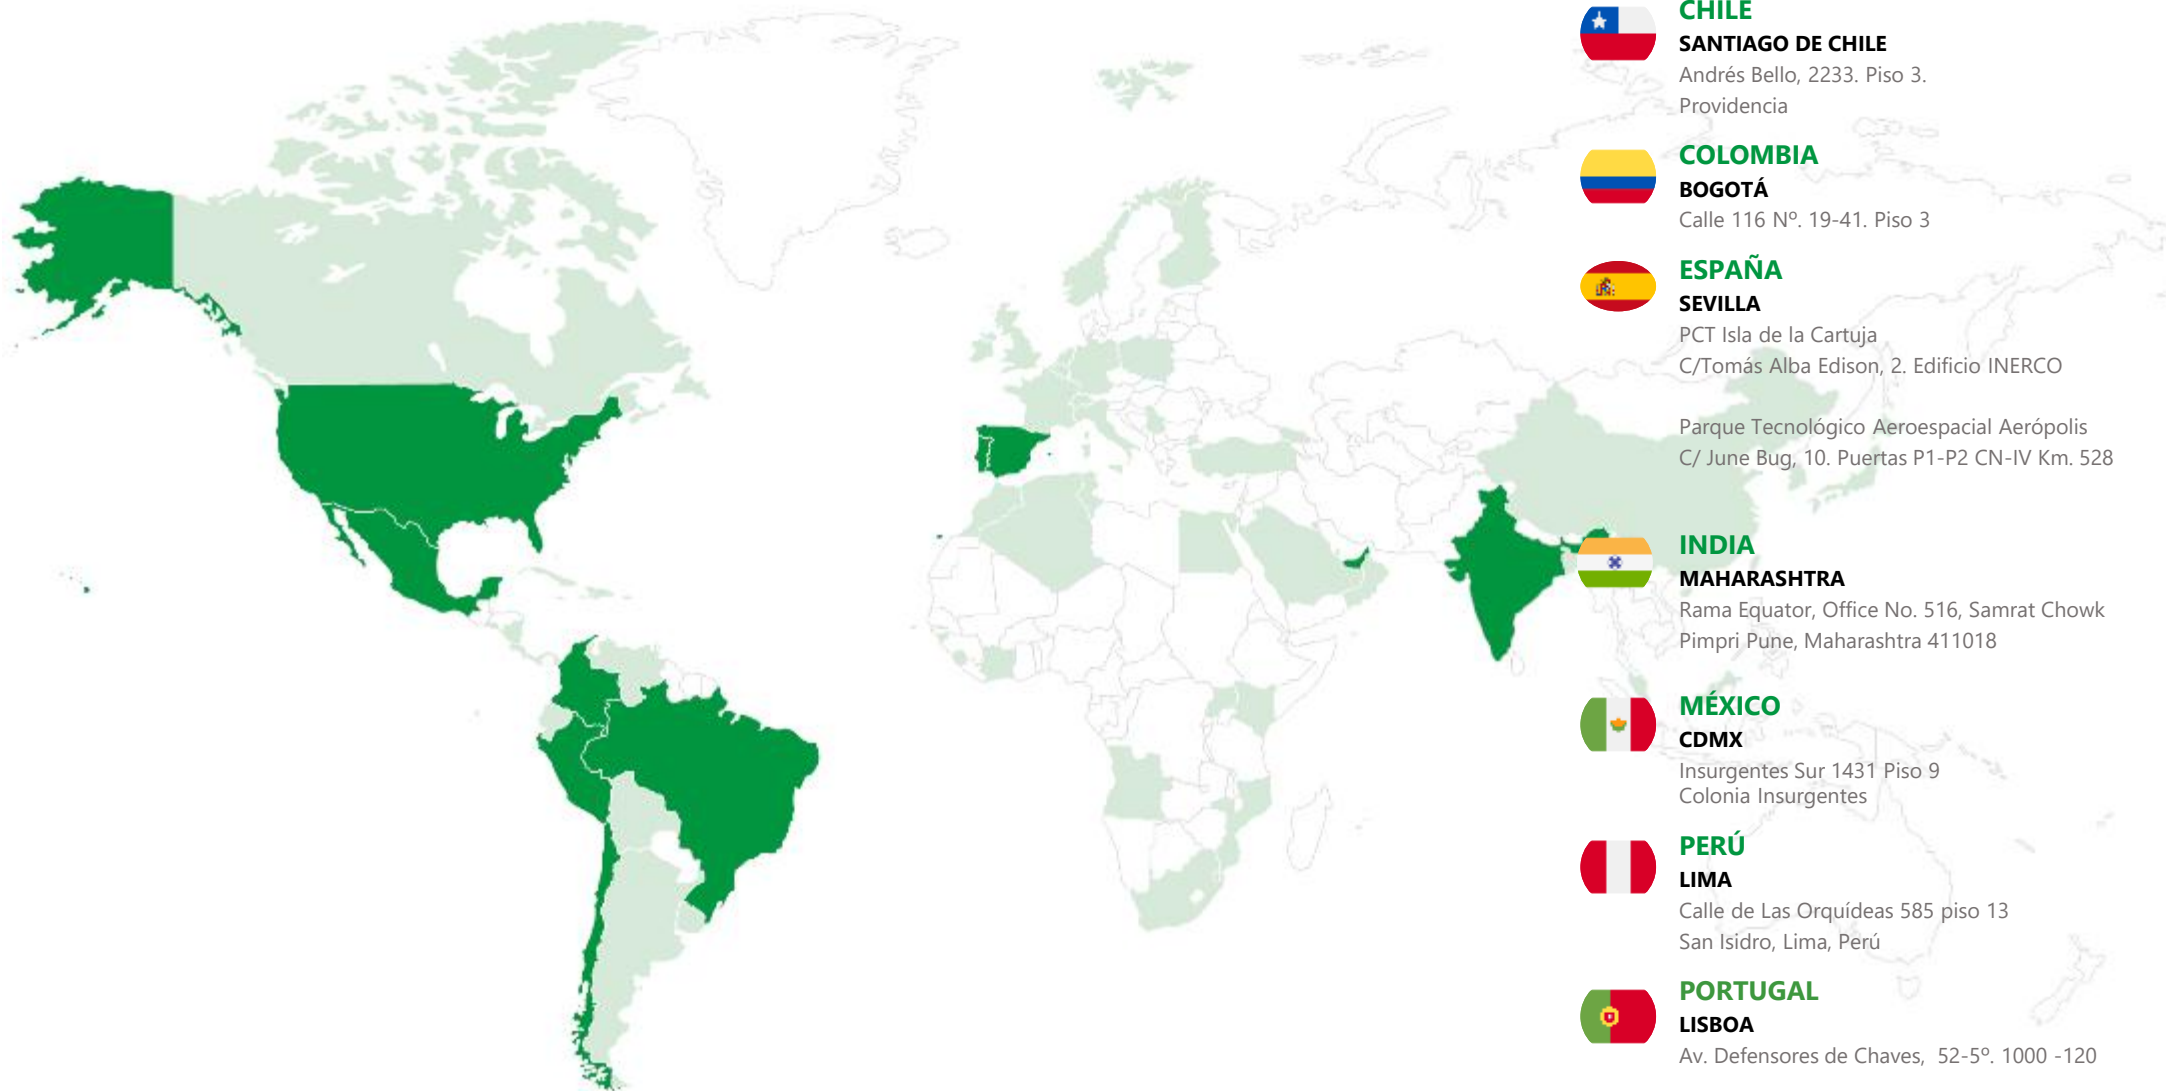 CHILE
SANTIAGO DE CHILE
Andrés Bello, 2233. Piso 3.
Providencia
COLOMBIA
BOGOTÁ
Calle 116 Nº. 19-41. Piso 3
ESPAÑA
SEVILLA
PCT Isla de la Cartuja
C/Tomás Alba Edison, 2. Edificio INERCO
Parque Tecnológico Aeroespacial Aerópolis
C/ June Bug, 10. Puertas P1-P2 CN-IV Km. 528
INDIA
MAHARASHTRA
Rama Equator, Office No. 516, Samrat Chowk
Pimpri Pune, Maharashtra 411018
MÉXICO
CDMX
Insurgentes Sur 1431 Piso 9
Colonia Insurgentes
PERÚ
LIMA
Calle de Las Orquídeas 585 piso 13
San Isidro, Lima, Perú
PORTUGAL
LISBOA
Av. Defensores de Chaves, 52-5º. 1000 -120